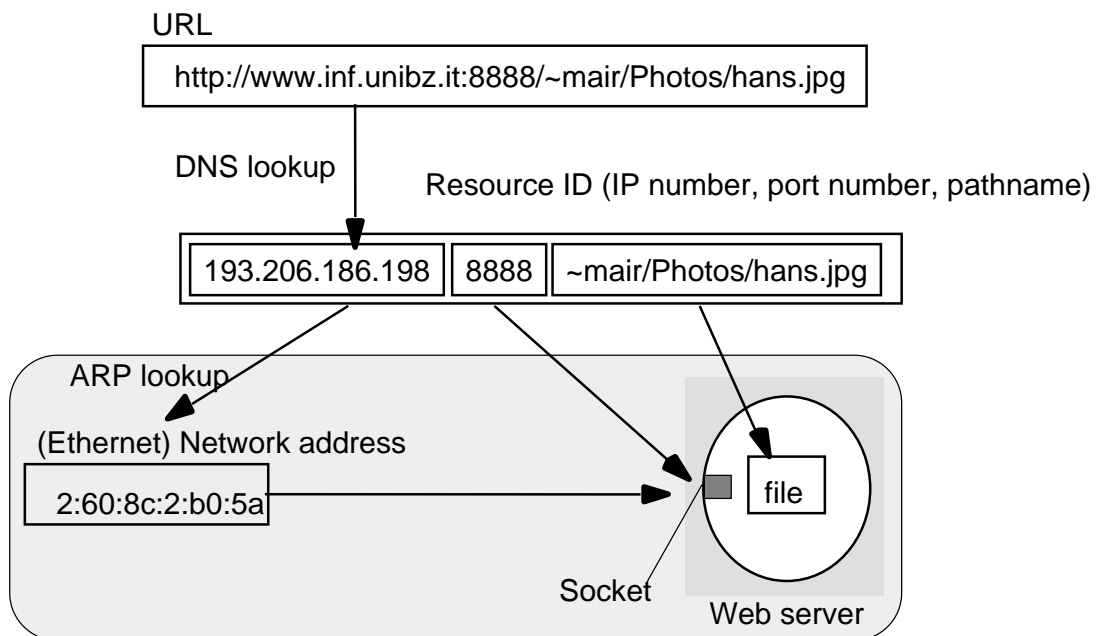 URL
http://www.inf.unibz.it:8888/~mair/Photos/hans.jpg
DNS lookup
Resource ID (IP number, port number, pathname)
193.206.186.198 8888 ~mair/Photos/hans.jpg
ARP lookup
(Ethernet) Network address
2:60:8c:2:b0:5a
file
Socket
Web server